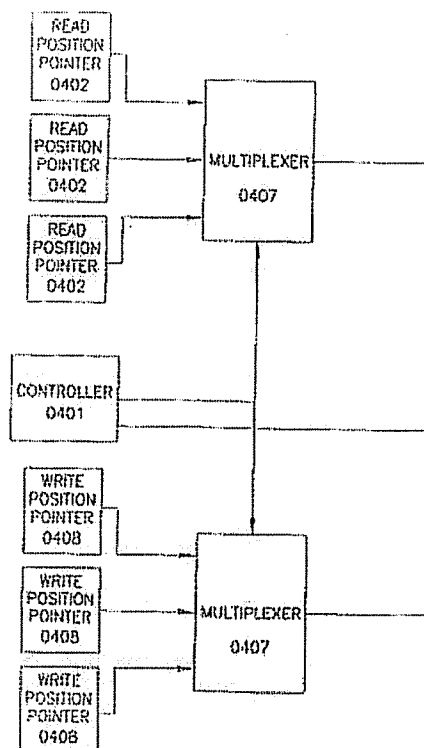 READ
POSITION
POINTER
0402
READ
POSITION
POINTER
0402
READ
POSITION
POINTER
0402
MULTIPLEXER
0407
CONTROLLER
0401
WRITE
POSITION
POINTER
0408
WRITE
POSITION
POINTER
0408
WRITE
POSITION
POINTER
0408
MULTIPLEXER
0407